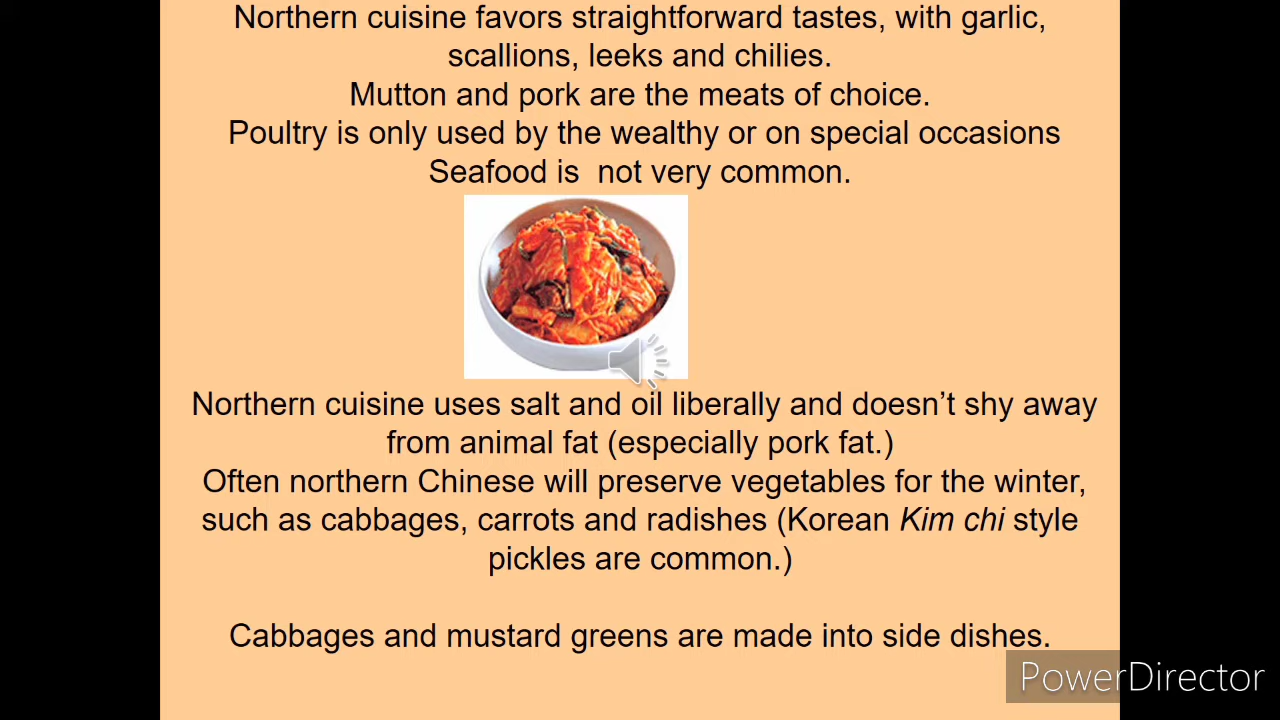 Northern cuisine favors straightforward tastes, with garlic,
scallions, leeks and chilies.
Mutton and pork are the meats of choice.
Poultry is only used by the wealthy or on special occasions
Seafood is  not very common.
Northern cuisine uses salt and oil liberally and doesn’t shy away
from animal fat (especially pork fat.)
Often northern Chinese will preserve vegetables for the winter,
such as cabbages, carrots and radishes (Korean Kim chi style
pickles are common.)
Cabbages and mustard greens are made into side dishes.
PowerDirector